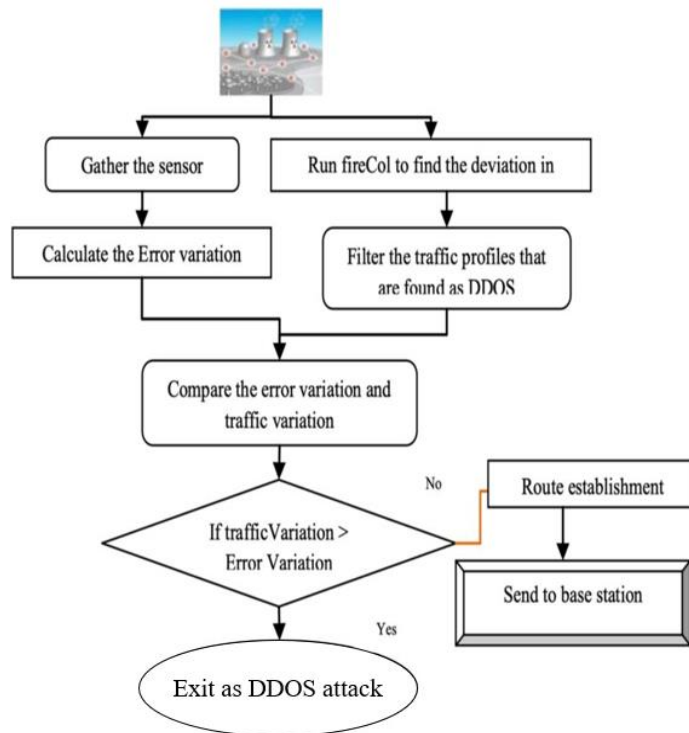 Gather the sensor
Run fireCol to find the deviation in
Calculate the Error variation
Filter the traffic profiles that
are found as DDOS
Compare the error variation and
traffic variation
If trafficVariation >
Error Variation
No
Route establishment
Send to base station
Yes
Exit as DDOS attack